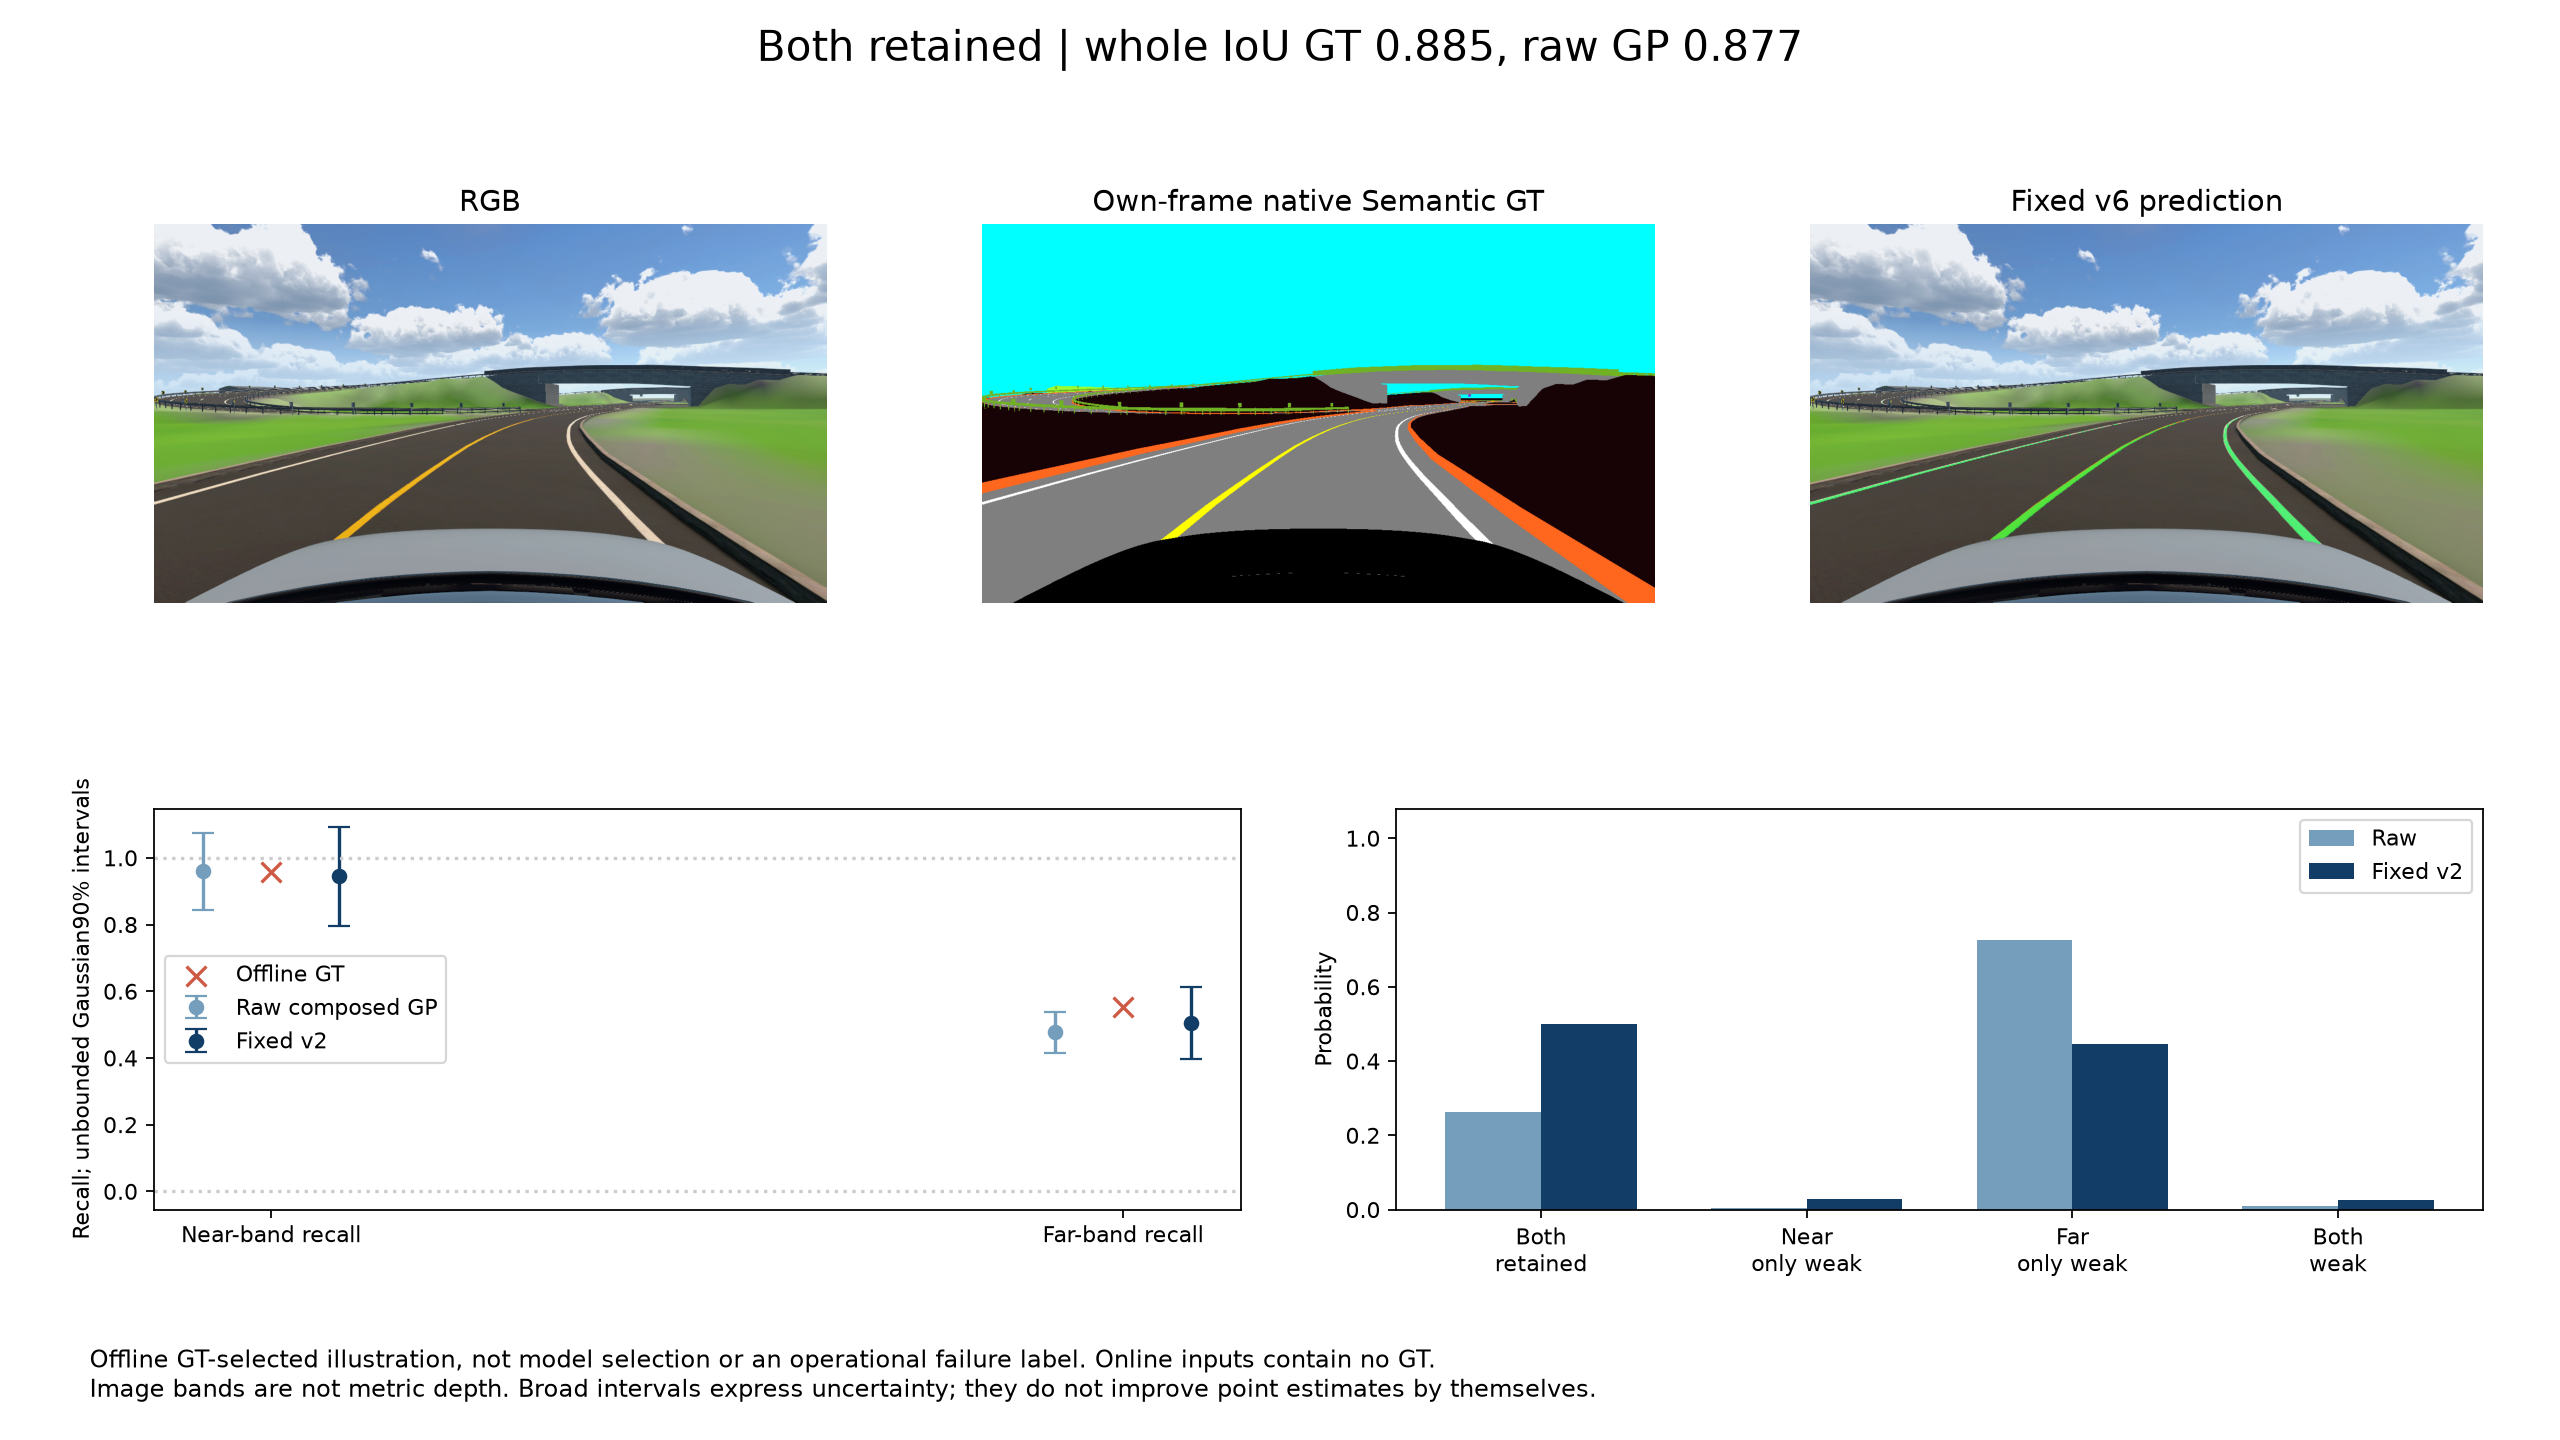 Both retained | whole IoU GT 0.885, raw GP 0.877
RGB
Own-frame native Semantic GT
Fixed v6 prediction
Recall; unbounded Gaussian90% intervals
1.0
0.8
0.6
0.4
0.2
0.0
Offline GT
Raw composed GP
Fixed v2
Near-band recall
Far-band recall
Probability
1.0
0.8
0.6
0.4
0.2
0.0
Raw
Fixed v2
Both
retained
Near
only weak
Far
only weak
Both
weak
Offline GT-selected illustration, not model selection or an operational failure label. Online inputs contain no GT.
Image bands are not metric depth. Broad intervals express uncertainty; they do not improve point estimates by themselves.